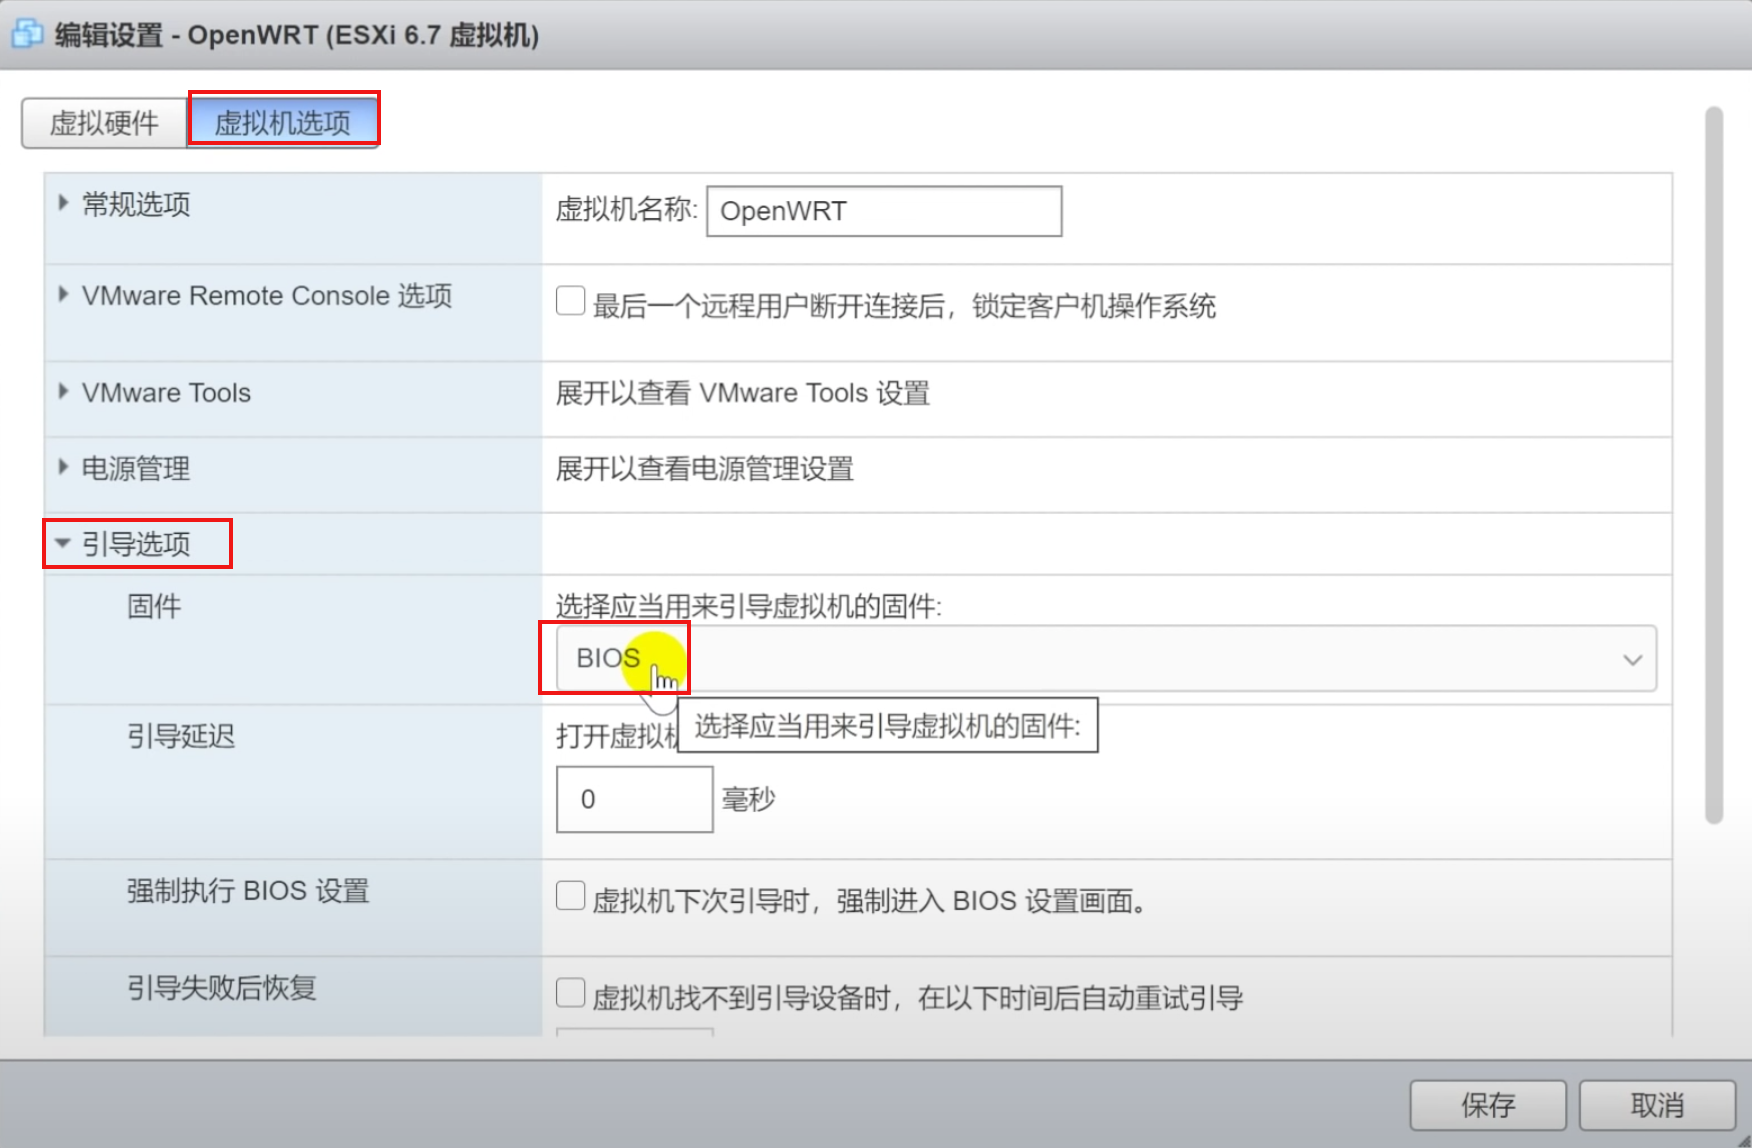 编辑设置 - OpenWRT (ESXi 6.7 虚拟机)
虚拟硬件
虚拟机选项
常规选项
虚拟机名称: OpenWRT
VMware Remote Console 选项
最后一个远程用户断开连接后，锁定客户机操作系统
VMware Tools
展开以查看 VMware Tools 设置
电源管理
展开以查看电源管理设置
引导选项
固件
选择应当用来引导虚拟机的固件:
BIOS
选择应当用来引导虚拟机的固件:
引导延迟
打开虚拟
0 毫秒
强制执行 BIOS 设置
虚拟机下次引导时，强制进入 BIOS 设置画面。
引导失败后恢复
虚拟机找不到引导设备时，在以下时间后自动重试引导
保存
取消